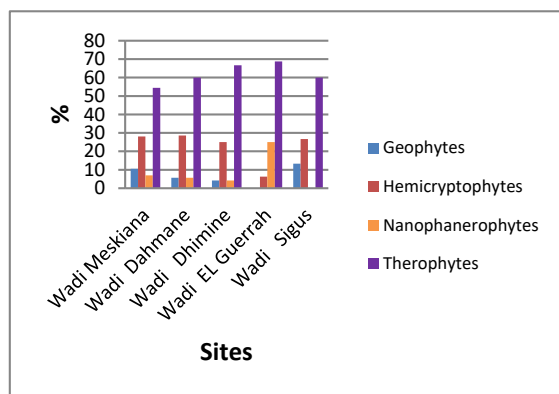 80
70
60
50
40
30
20
10
0
%
Wadi Meskiana
Wadi Dahmane
Wadi Dhimine
Wadi EL Guerrah
Wadi Sigus
Sites
Geophytes
Hemicryptophytes
Nanophanerophytes
Therophytes